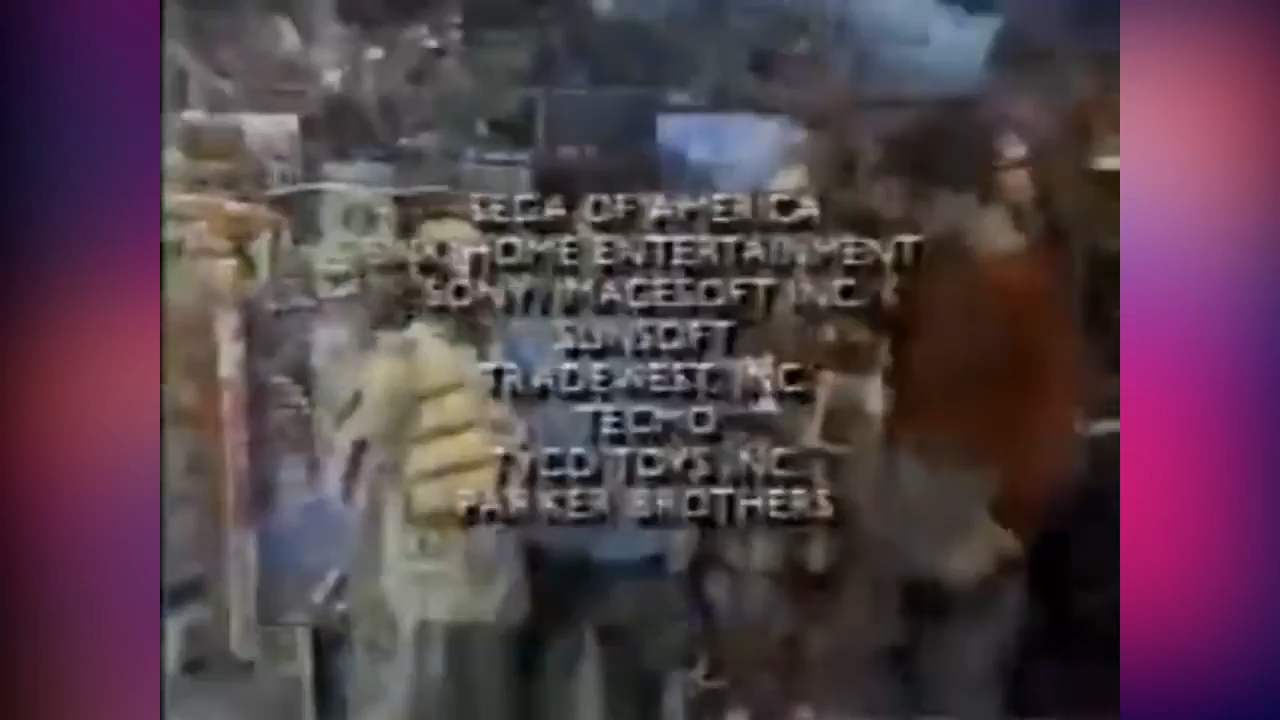 SEGA OF AMERICA
HOME ENTERTAINMENT
SONY IMAGESOFT INC.
SUNSOFT
TRADEWEST, INC.
TECMO
TYCO TOYS, INC.
PARKER BROTHERS